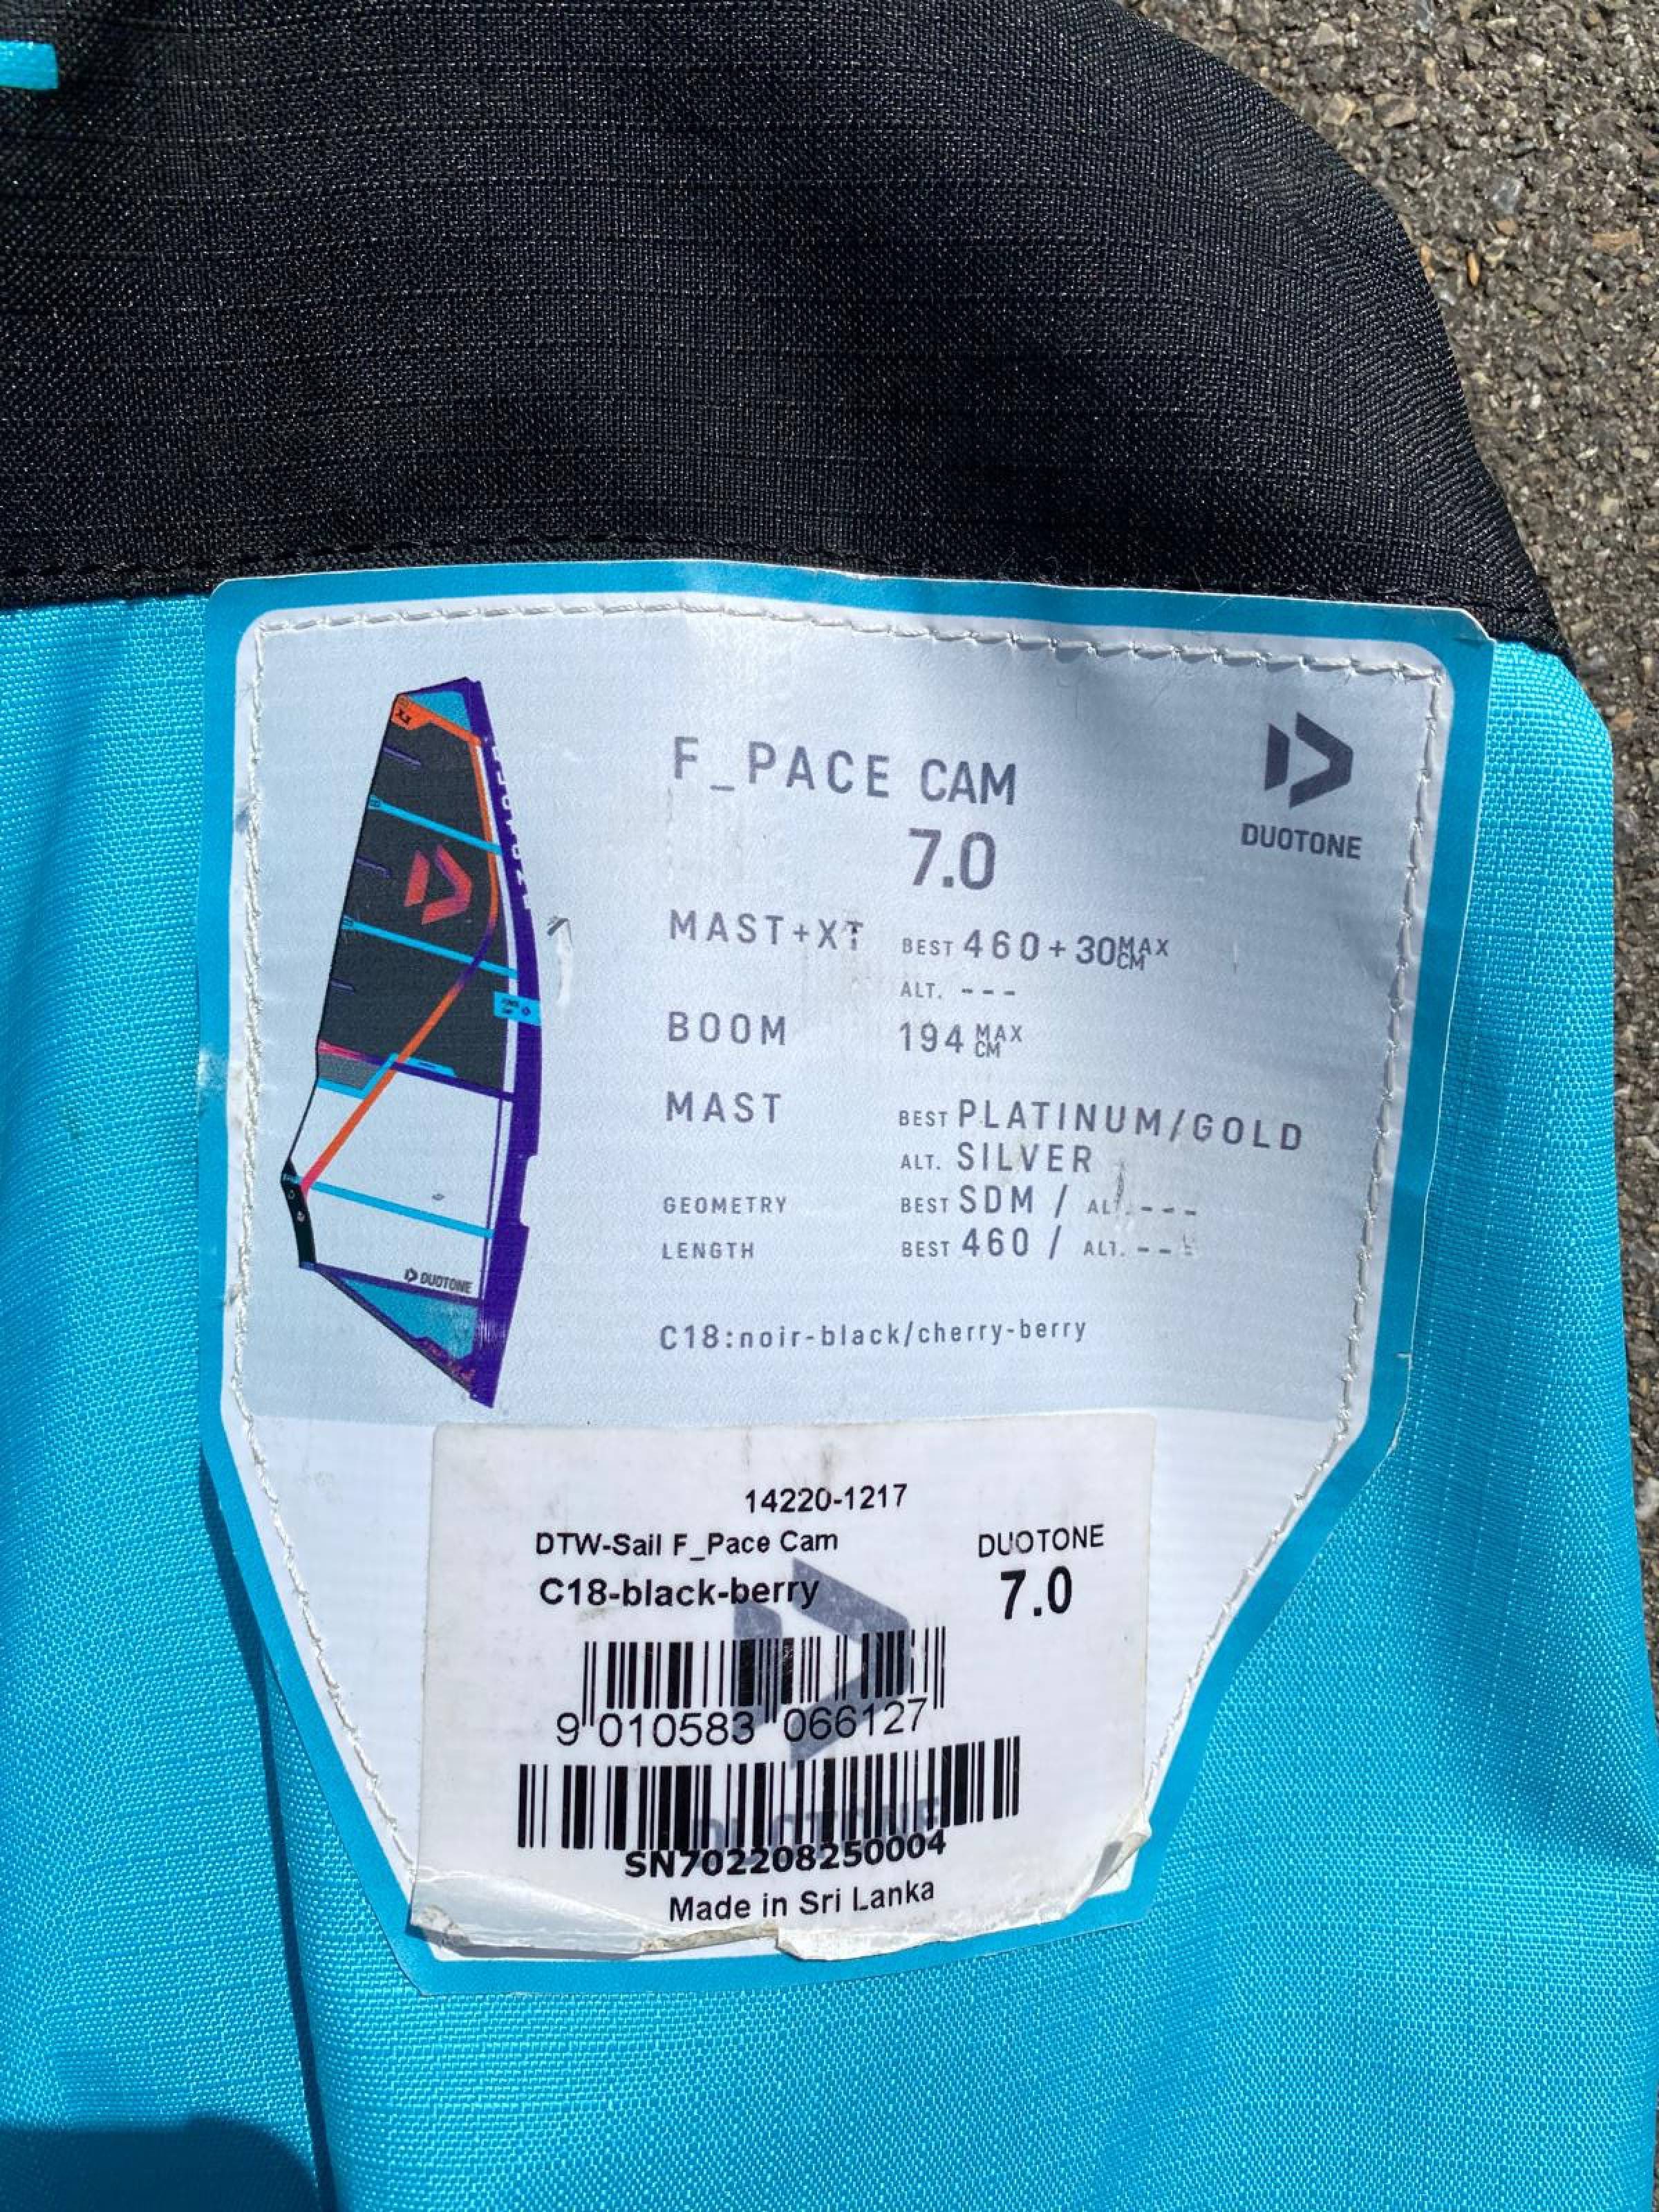 F_PACE CAM
7.0
DUOTONE
MAST+XT BEST 460+30 MAX CM
ALT. ---
BOOM 194 MAX CM
MAST BEST PLATINUM/GOLD
ALT. SILVER
GEOMETRY BEST SDM / ALT. ---
LENGTH BEST 460 / ALT. ---
C18:noir-black/cherry-berry
DUOTONE
14220-1217
DTW-Sail F_Pace Cam DUOTONE
C18-black-berry 7.0
9 010583 066127
DUOTONE
SN702208250004
Made in Sri Lanka